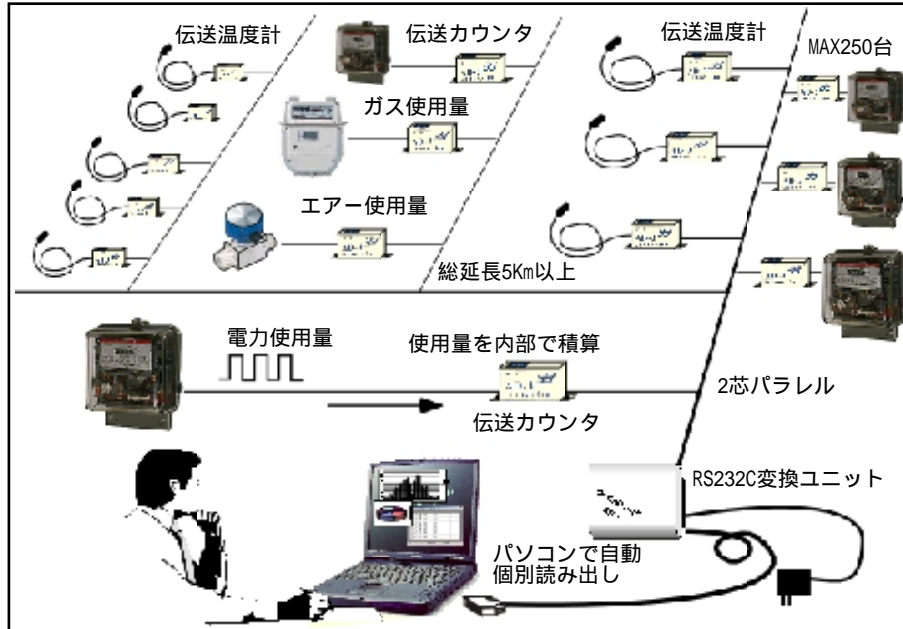 伝送温度計
伝送カウンタ
伝送温度計
MAX250台
ガス使用量
エアー使用量
総延長5Km以上
電力使用量
使用量を内部で積算
2芯パラレル
伝送カウンタ
RS232C変換ユニット
パソコンで自動
個別読み出し